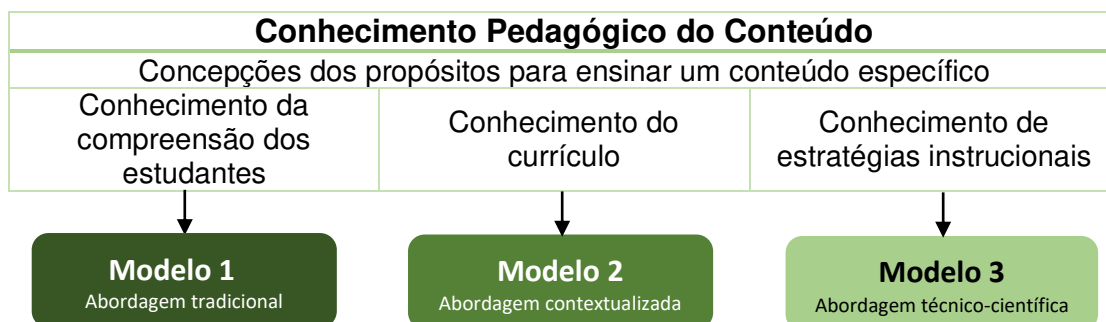 Conhecimento Pedagógico do Conteúdo
Concepções dos propósitos para ensinar um conteúdo específico
Conhecimento da
compreensão dos
estudantes
Conhecimento do
currículo
Conhecimento de
estratégias instrucionais
Modelo 1
Abordagem tradicional
Modelo 2
Abordagem contextualizada
Modelo 3
Abordagem técnico-científica